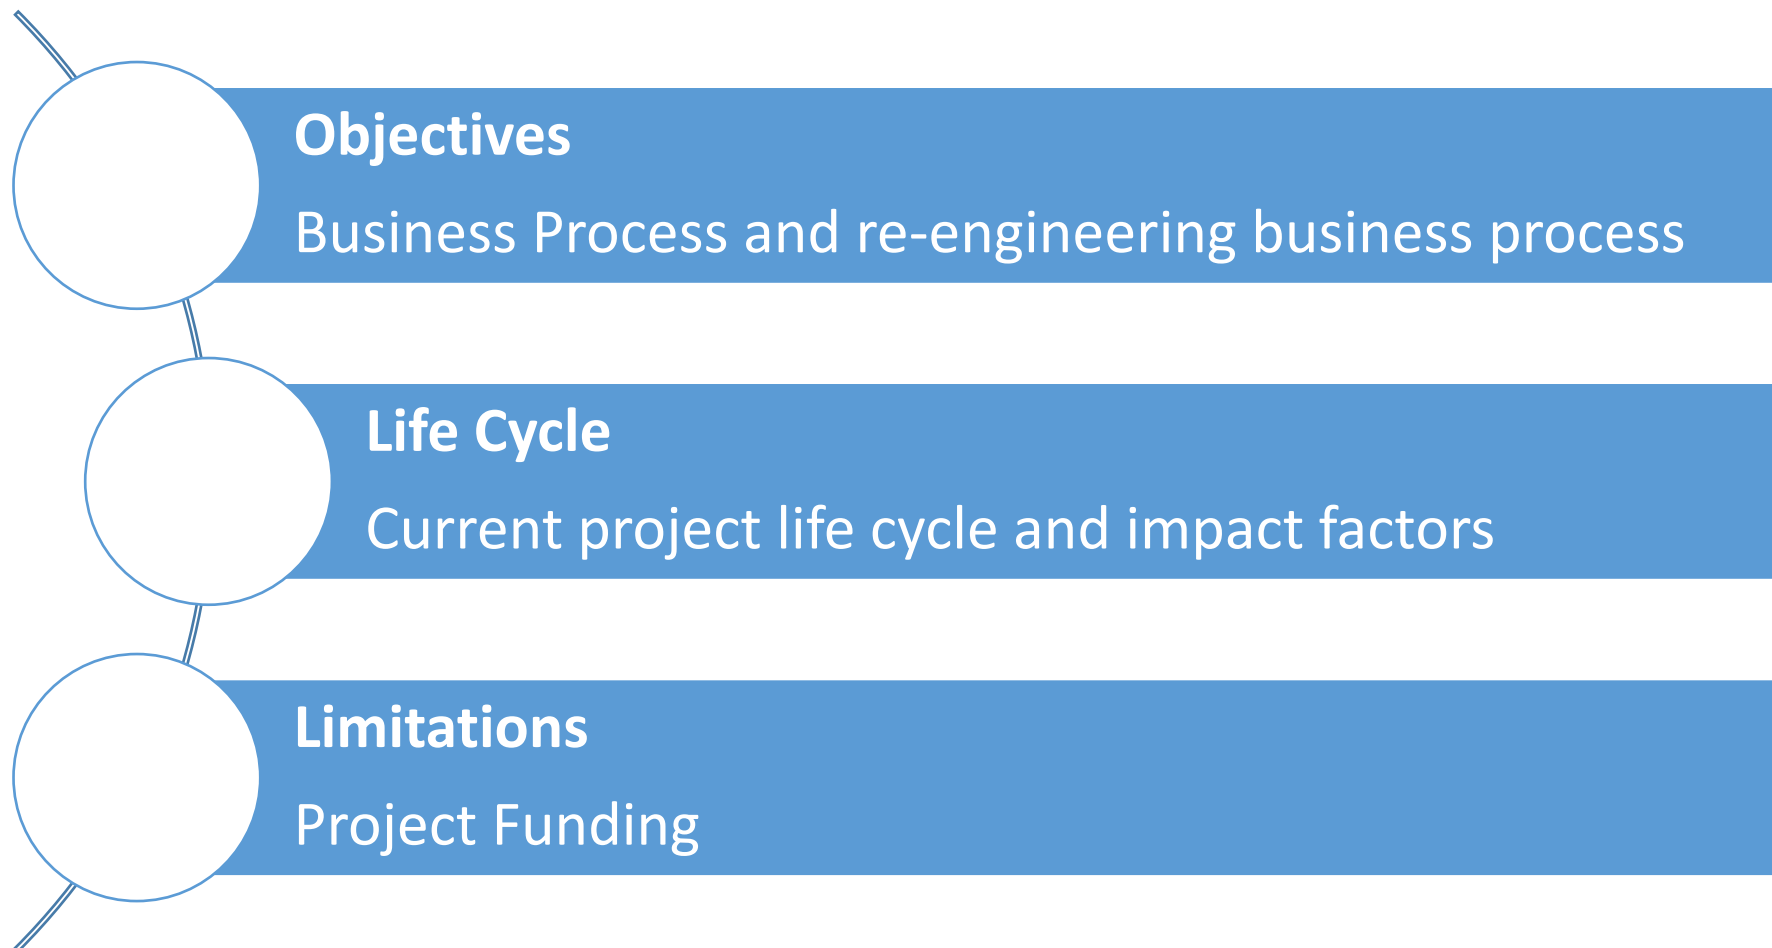 Objectives
Business Process and re-engineering business process
Life Cycle
Current project life cycle and impact factors
Limitations
Project Funding